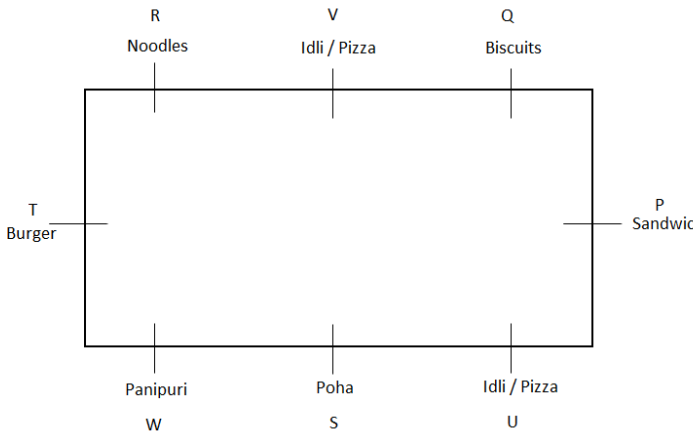 R V Q
Noodles Idli / Pizza Biscuits
T P
Burger Sandwic
Panipuri Poha Idli / Pizza
W S U